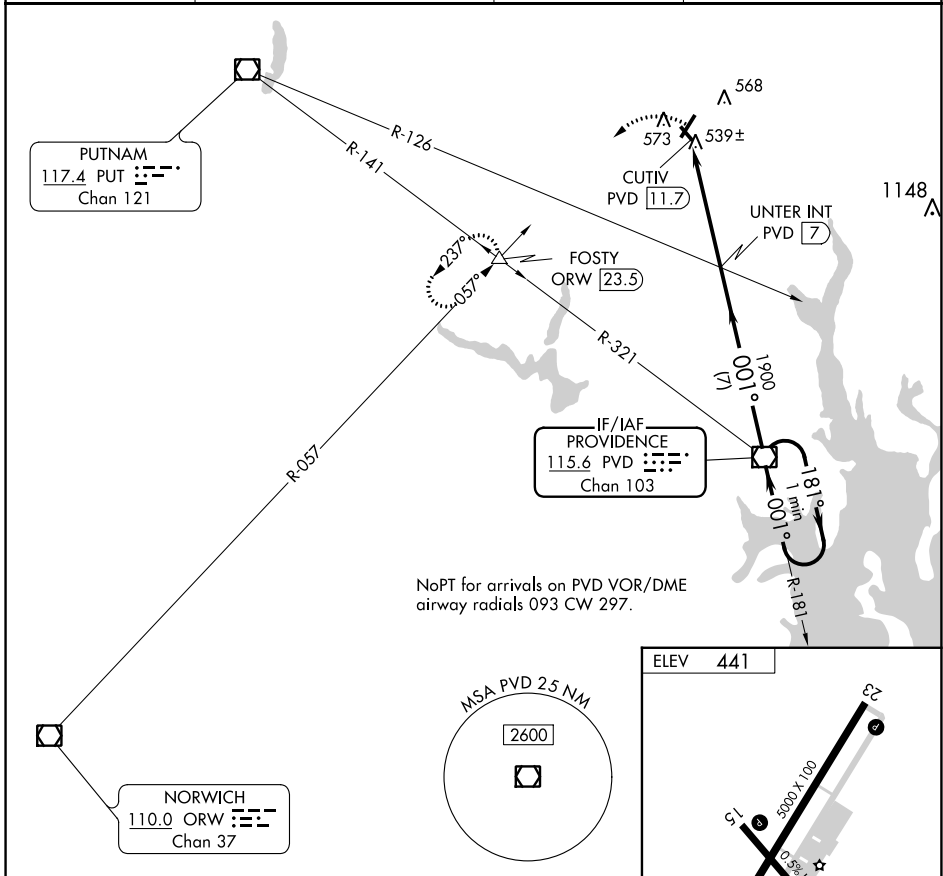 568
573
539±
R-126
R-141
PUTNAM
117.4 PUT
Chan 121
CUTIV
PVD 11.7
1148
UNTER INT
PVD 7
237°
057°
FOSTY
ORW 23.5
R-321
1900
001°
(7)
IF/IAF
PROVIDENCE
115.6 PVD
Chan 103
181°
1 min
001°
R-181
R-057
NoPT for arrivals on PVD VOR/DME
airway radials 093 CW 297.
MSA PVD 25 NM
2600
NORWICH
110.0 ORW
Chan 37
ELEV 441
23
P
5000 X 100
15
P
0.5%